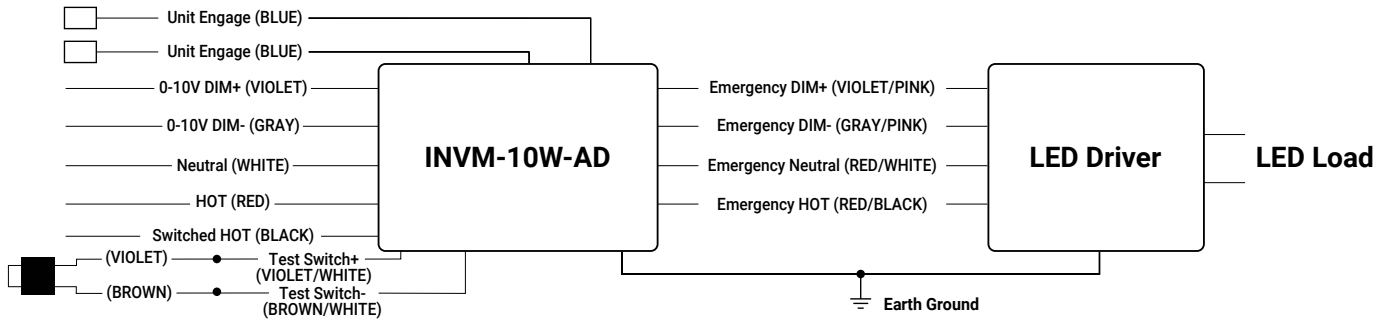 Unit Engage (BLUE)
Unit Engage (BLUE)
0-10V DIM+ (VIOLET)
0-10V DIM- (GRAY)
Neutral (WHITE)
HOT (RED)
Switched HOT (BLACK)
(VIOLET)
Test Switch+
(VIOLET/WHITE)
(BROWN)
Test Switch-
(BROWN/WHITE)
INVM-10W-AD
Emergency DIM+ (VIOLET/PINK)
Emergency DIM- (GRAY/PINK)
Emergency Neutral (RED/WHITE)
Emergency HOT (RED/BLACK)
LED Driver
LED Load
Earth Ground